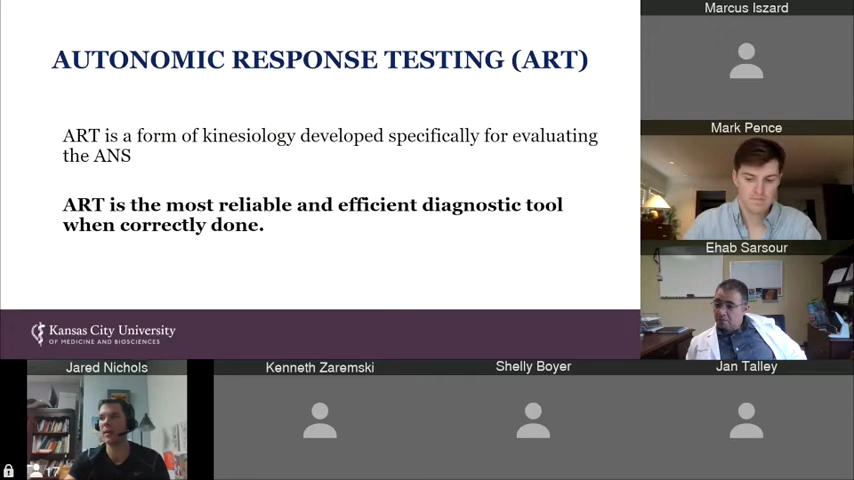 AUTONOMIC RESPONSE TESTING (ART)
ART is a form of kinesiology developed specifically for evaluating
the ANS
ART is the most reliable and efficient diagnostic tool
when correctly done.
Kansas City University
OF MEDICINE AND BIOSCIENCES
Marcus Iszard
Mark Pence
Ehab Sarsour
Jared Nichols
Kenneth Zaremski
Shelly Boyer
Jan Talley
17